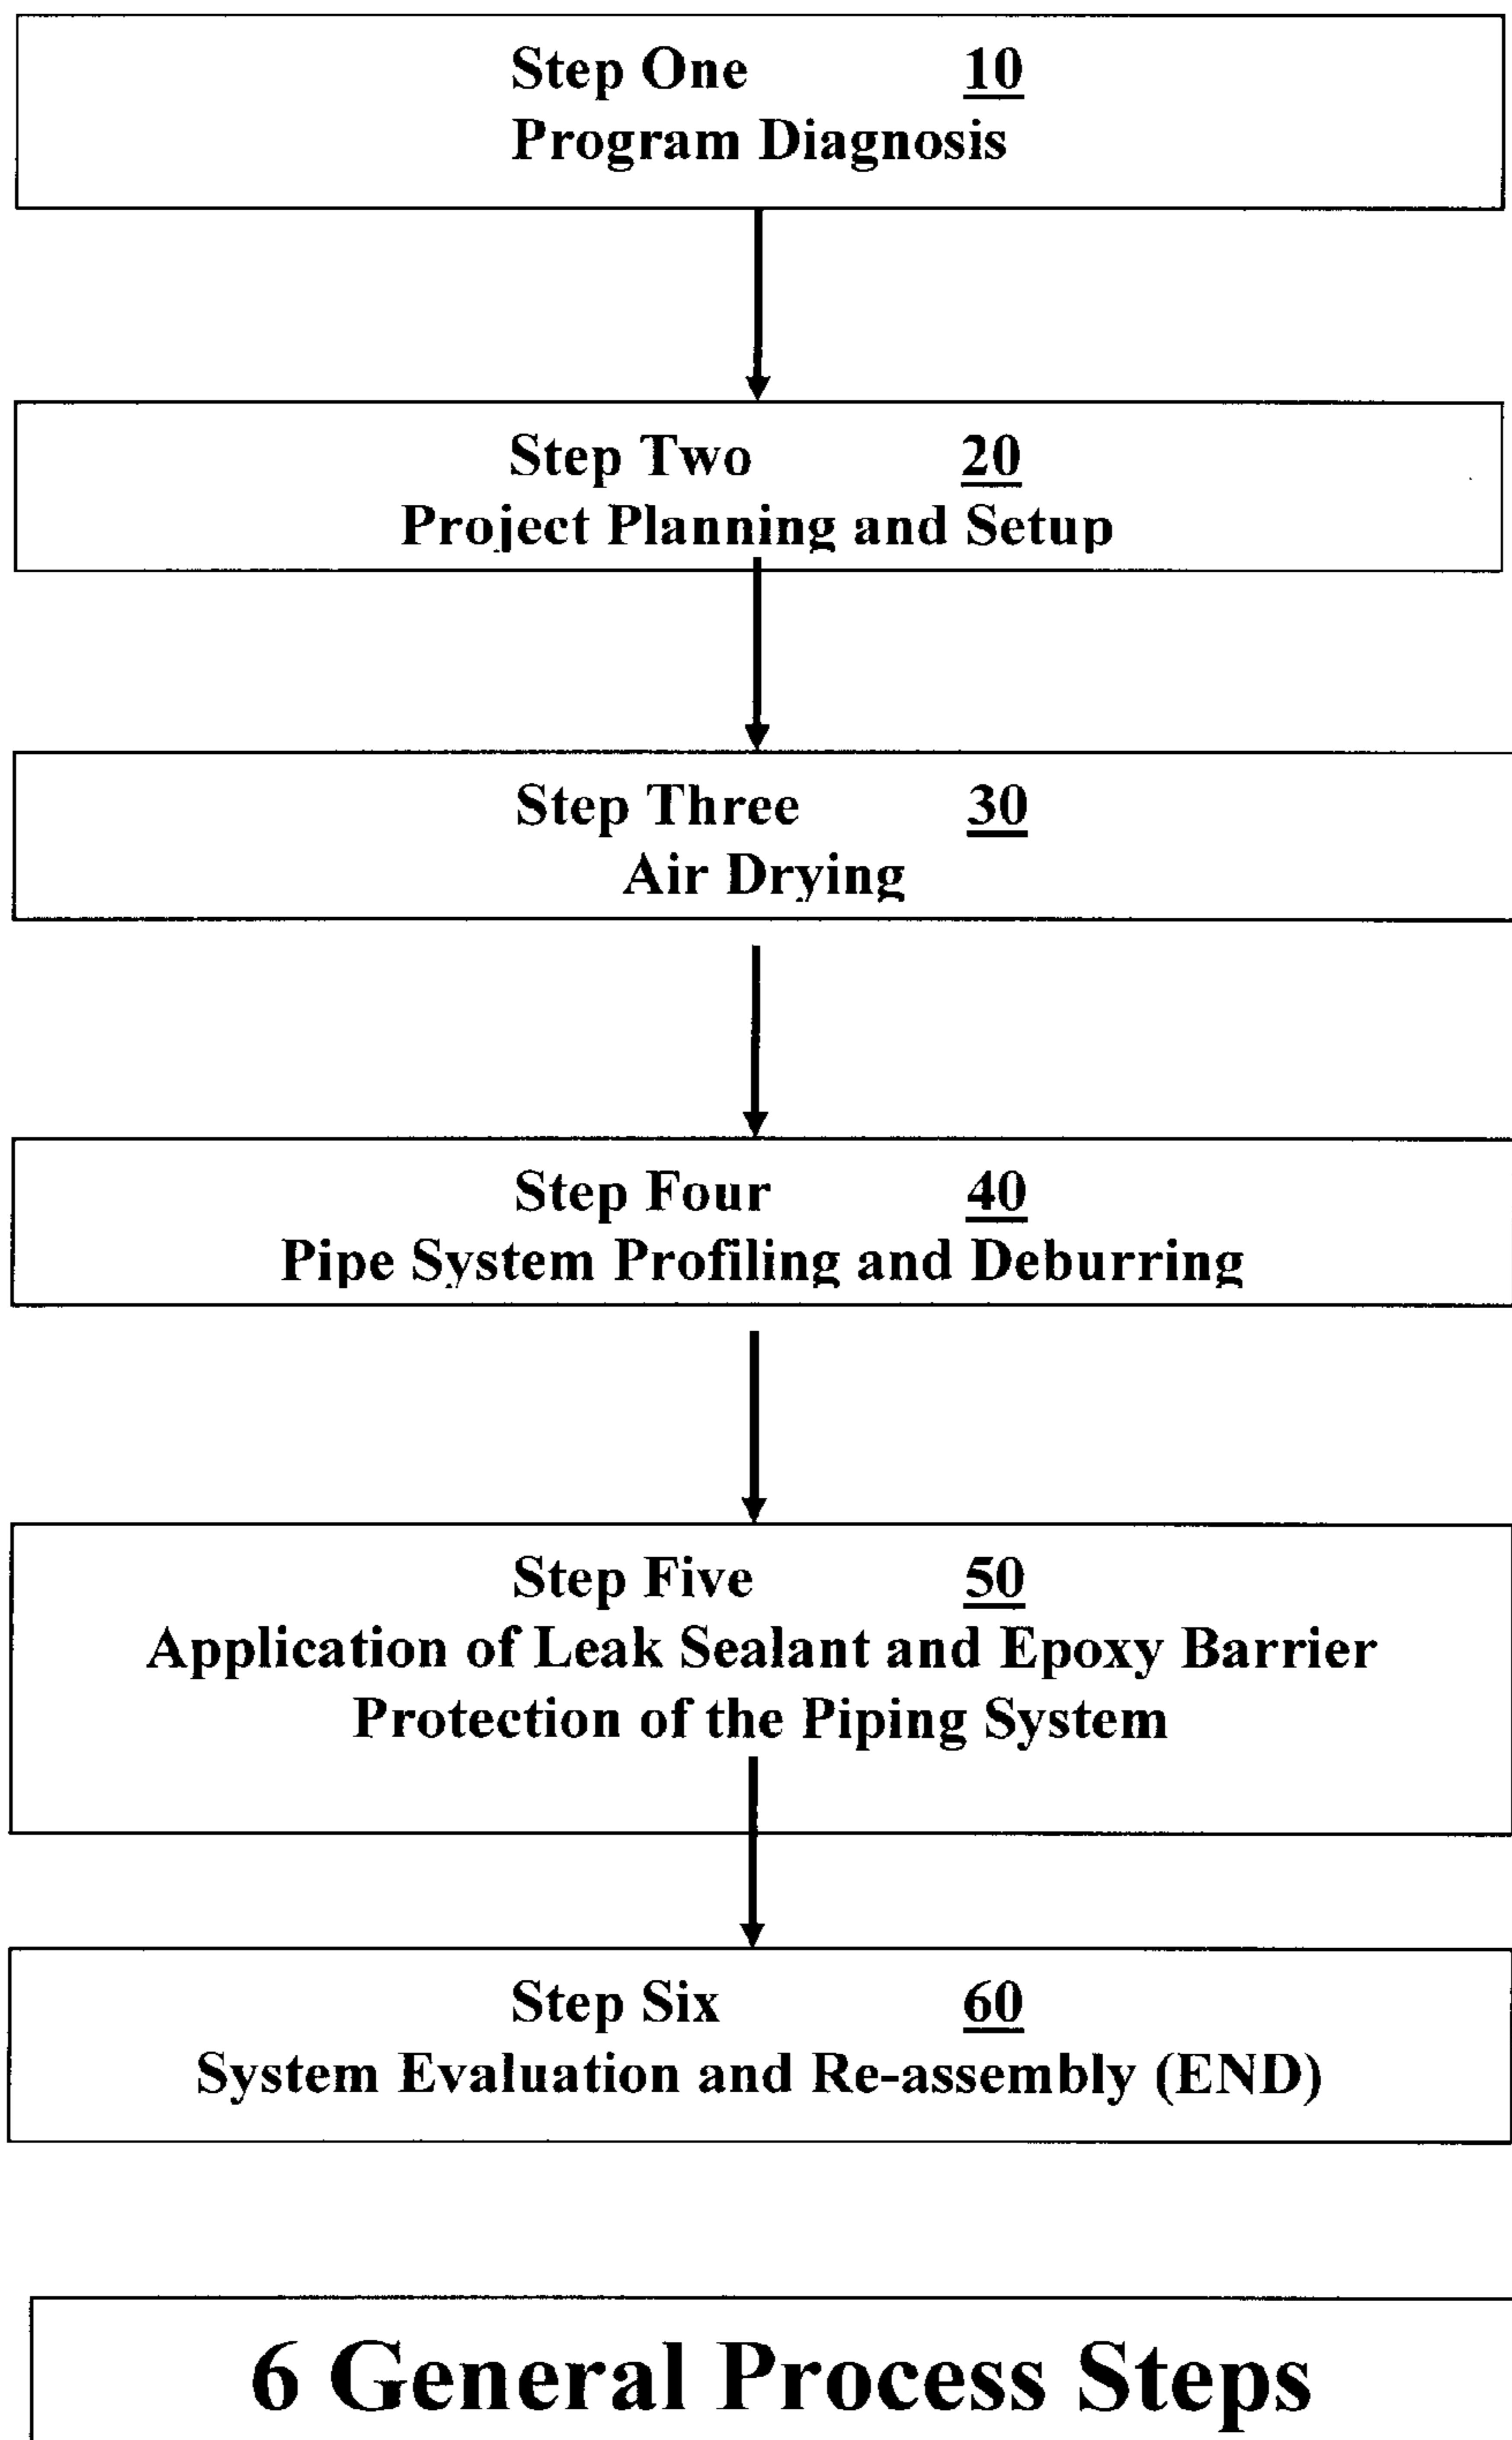 Step One 10
Program Diagnosis
Step Two 20
Project Planning and Setup
Step Three 30
Air Drying
Step Four 40
Pipe System Profiling and Deburring
Step Five 50
Application of Leak Sealant and Epoxy Barrier
Protection of the Piping System
Step Six 60
System Evaluation and Re-assembly (END)
6 General Process Steps